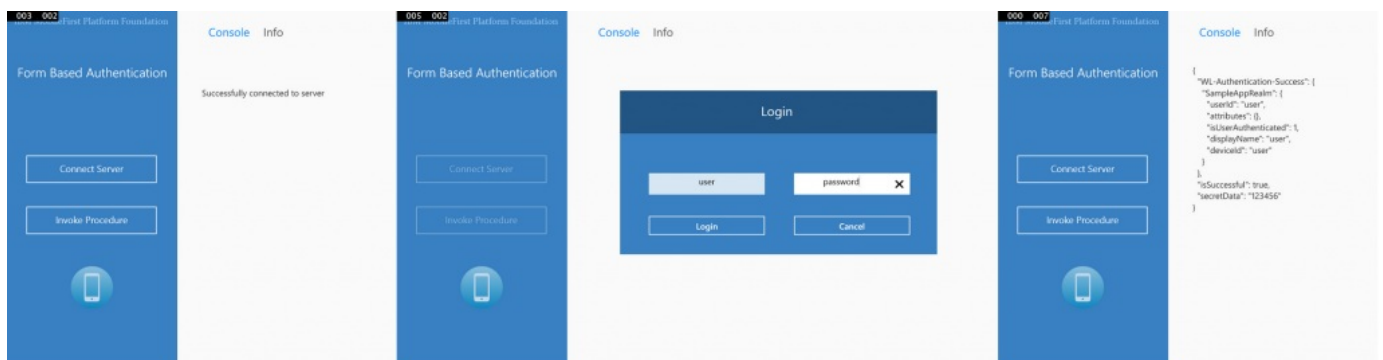 003 002
First Platform Foundation
Console Info
Form Based Authentication
Successfully connected to server
Connect Server
Invoke Procedure
005 002
First Platform Foundation
Console Info
Form Based Authentication
Login
Connect Server
user
password
Invoke Procedure
Login
Cancel
000 007
First Platform Foundation
Console Info
Form Based Authentication
Connect Server
Invoke Procedure
{
"WL-Authentication-Success": {
"SampleAppRealm": {
"userId": "user",
"attributes": {},
"isUserAuthenticated": 1,
"displayName": "user",
"deviceId": "user"
}
},
"isSuccessful": true,
"secretData": "123456"
}